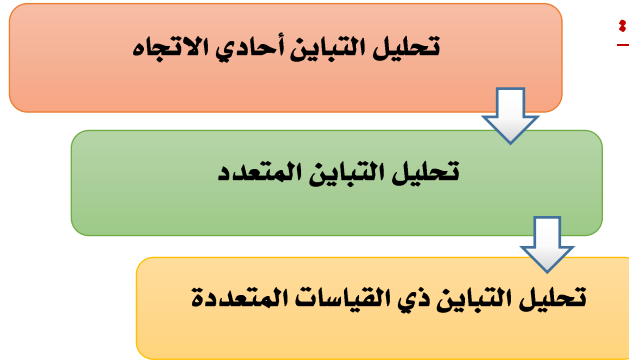 تحليل التباين أحادي الاتجاه
تحليل التباين المتعدد
تحليل التباين ذي القياسات المتعددة